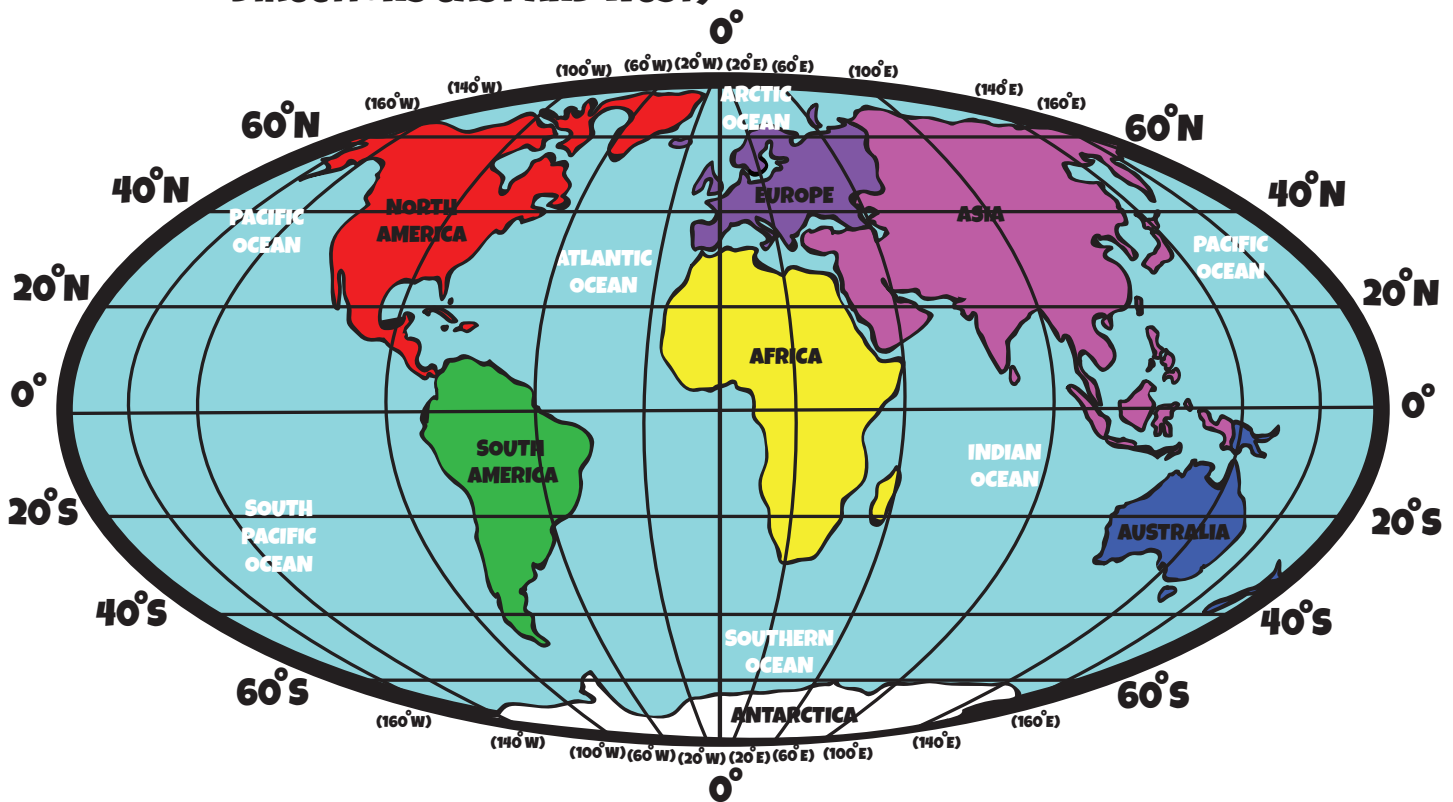 0°
(160°W) (140°W) (100°W) (60°W) (20°W) (20°E) (60°E) (100°E) (140°E) (160°E)
60°N
60°N
40°N
40°N
20°N
20°N
0°
0°
20°S
20°S
40°S
40°S
60°S
60°S
ARCTIC
OCEAN
NORTH
AMERICA
EUROPE
ASIA
PACIFIC
OCEAN
ATLANTIC
OCEAN
PACIFIC
OCEAN
AFRICA
SOUTH
AMERICA
INDIAN
OCEAN
SOUTH
PACIFIC
OCEAN
AUSTRALIA
SOUTHERN
OCEAN
ANTARCTICA
(160°W) (140°W) (100°W) (60°W) (20°W) (20°E) (60°E) (100°E) (140°E) (160°E)
0°